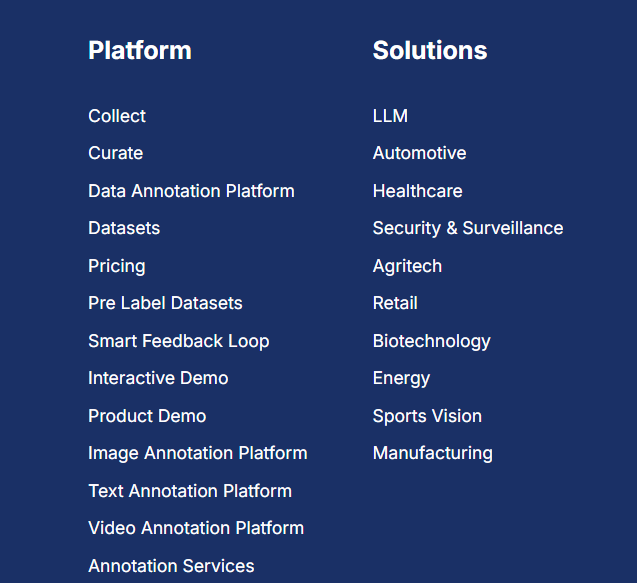 Platform
Collect
Curate
Data Annotation Platform
Datasets
Pricing
Pre Label Datasets
Smart Feedback Loop
Interactive Demo
Product Demo
Image Annotation Platform
Text Annotation Platform
Video Annotation Platform
Annotation Services
Solutions
LLM
Automotive
Healthcare
Security & Surveillance
Agritech
Retail
Biotechnology
Energy
Sports Vision
Manufacturing